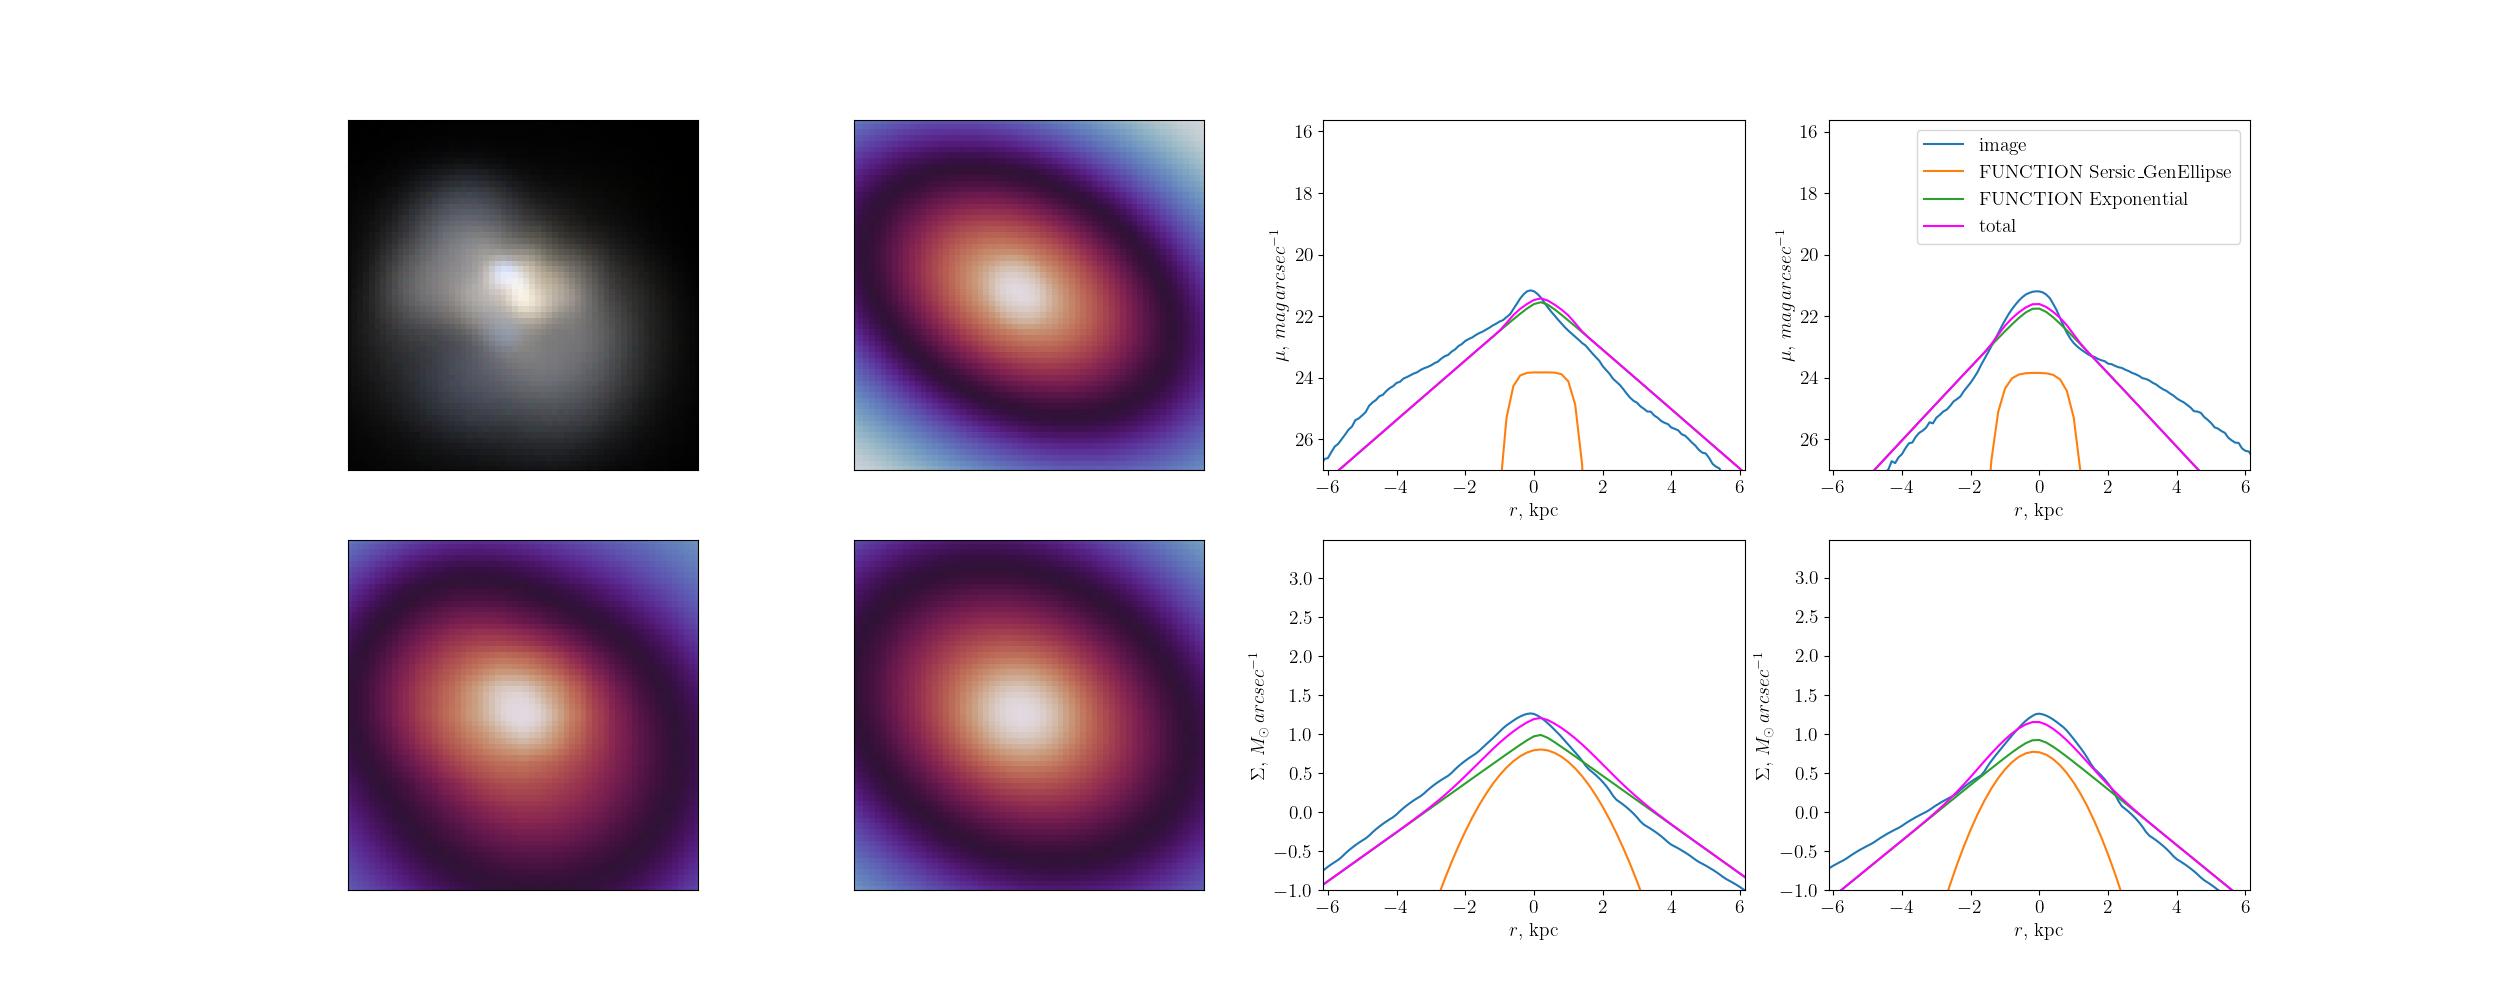 16
18
20
22
24
26
μ, mag arcsec⁻¹
−6 −4 −2 0 2 4 6
r, kpc
16
18
20
22
24
26
μ, mag arcsec⁻¹
image
FUNCTION Sersic_GenEllipse
FUNCTION Exponential
total
−6 −4 −2 0 2 4 6
r, kpc
3.0
2.5
2.0
1.5
1.0
0.5
0.0
−0.5
−1.0
Σ, M⊙ arcsec⁻¹
−6 −4 −2 0 2 4 6
r, kpc
3.0
2.5
2.0
1.5
1.0
0.5
0.0
−0.5
−1.0
Σ, M⊙ arcsec⁻¹
−6 −4 −2 0 2 4 6
r, kpc